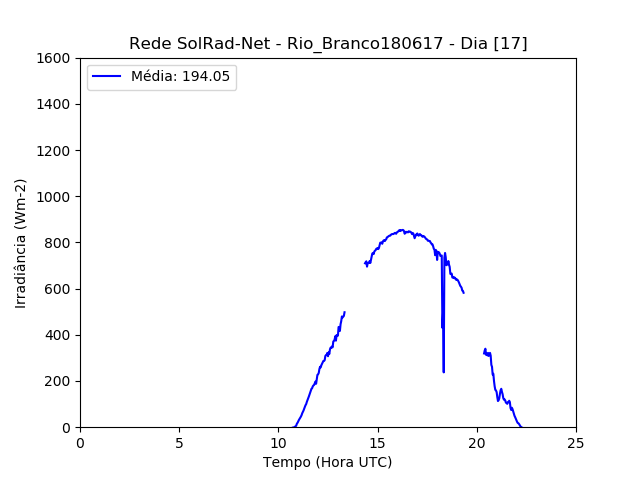 Rede SolRad-Net - Rio_Branco180617 - Dia [17]
Média: 194.05
1600
1400
1200
1000
800
600
400
200
0
Irradiância (Wm-2)
0 5 10 15 20 25
Tempo (Hora UTC)